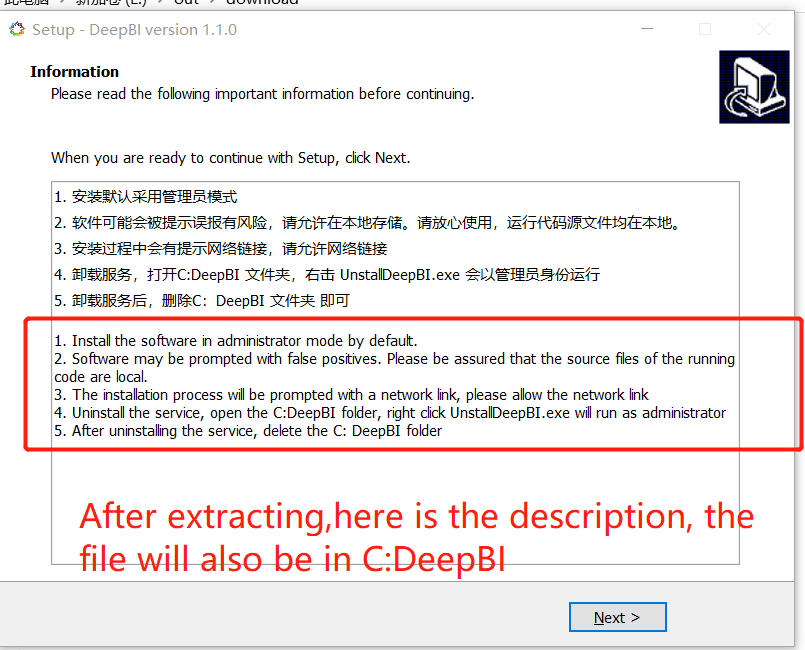 此电脑 > 新加卷 (E:) > out > download
Setup - DeepBI version 1.1.0
Information
Please read the following important information before continuing.
When you are ready to continue with Setup, click Next.
1. 安装默认采用管理员模式
2. 软件可能会被提示误报有风险，请允许在本地存储。请放心使用，运行代码源文件均在本地。
3. 安装过程中会有提示网络链接，请允许网络链接
4. 卸载服务，打开C:DeepBI 文件夹，右击 UnstallDeepBI.exe 会以管理员身份运行
5. 卸载服务后，删除C：DeepBI 文件夹 即可
1. Install the software in administrator mode by default.
2. Software may be prompted with false positives. Please be assured that the source files of the running
code are local.
3. The installation process will be prompted with a network link, please allow the network link
4. Uninstall the service, open the C:DeepBI folder, right click UnstallDeepBI.exe will run as administrator
5. After uninstalling the service, delete the C: DeepBI folder
After extracting,here is the description, the
file will also be in C:DeepBI
Next >